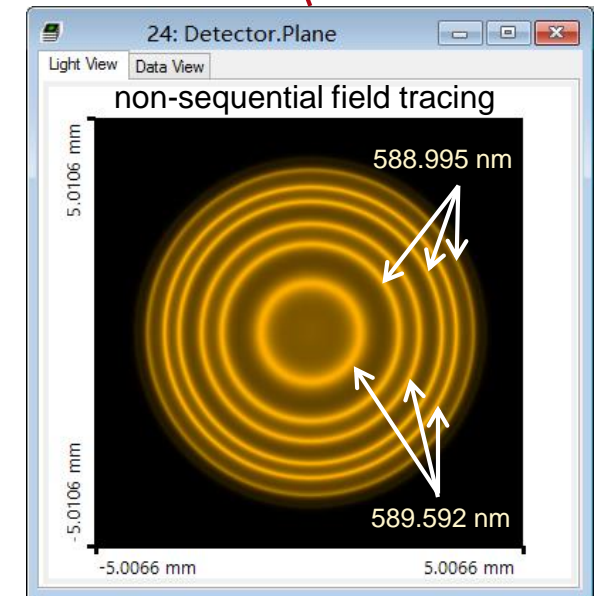 24: Detector.Plane
Light View
Data View
non-sequential field tracing
5.0106 mm
588.995 nm
-5.0106 mm
589.592 nm
-5.0066 mm
5.0066 mm